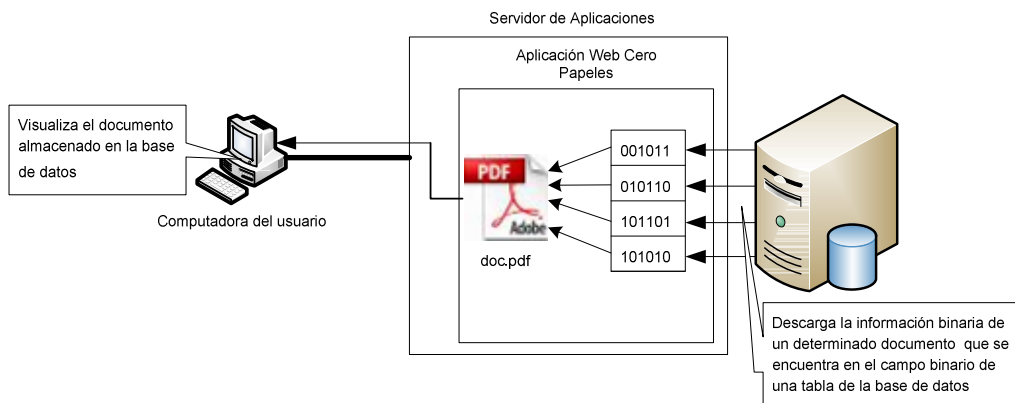 Servidor de Aplicaciones
Aplicación Web Cero
Papeles
Visualiza el documento
almacenado en la base
de datos
Computadora del usuario
PDF
Adobe
doc.pdf
001011
010110
101101
101010
Descarga la información binaria de
un determinado documento que se
encuentra en el campo binario de
una tabla de la base de datos